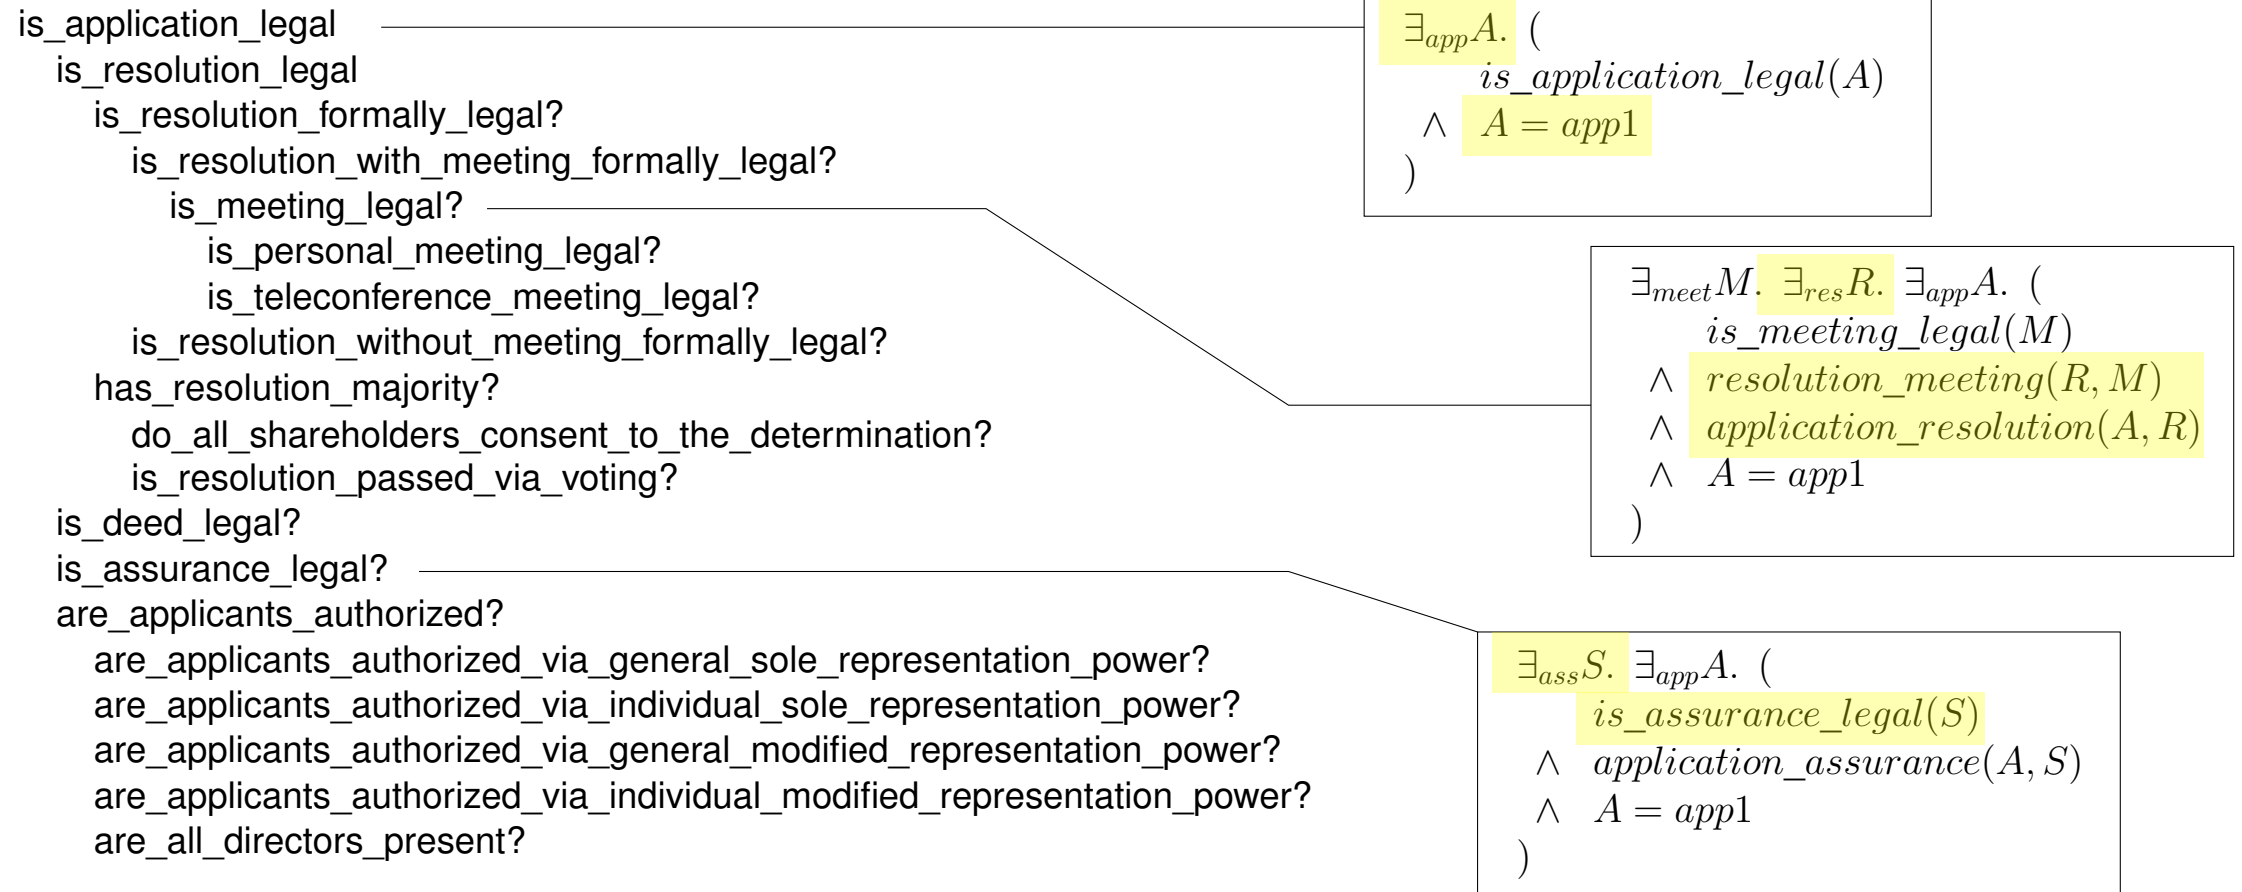 is_application_legal
is_resolution_legal
is_resolution_formally_legal?
is_resolution_with_meeting_formally_legal?
is_meeting_legal?
is_personal_meeting_legal?
is_teleconference_meeting_legal?
is_resolution_without_meeting_formally_legal?
has_resolution_majority?
do_all_shareholders_consent_to_the_determination?
is_resolution_passed_via_voting?
is_deed_legal?
is_assurance_legal?
are_applicants_authorized?
are_applicants_authorized_via_general_sole_representation_power?
are_applicants_authorized_via_individual_sole_representation_power?
are_applicants_authorized_via_general_modified_representation_power?
are_applicants_authorized_via_individual_modified_representation_power?
are_all_directors_present?
∃appA. (
is_application_legal(A)
∧ A = app1
)
∃meetM. ∃resR. ∃appA. (
is_meeting_legal(M)
∧ resolution_meeting(R, M)
∧ application_resolution(A, R)
∧ A = app1
)
∃assS. ∃appA. (
is_assurance_legal(S)
∧ application_assurance(A, S)
∧ A = app1
)